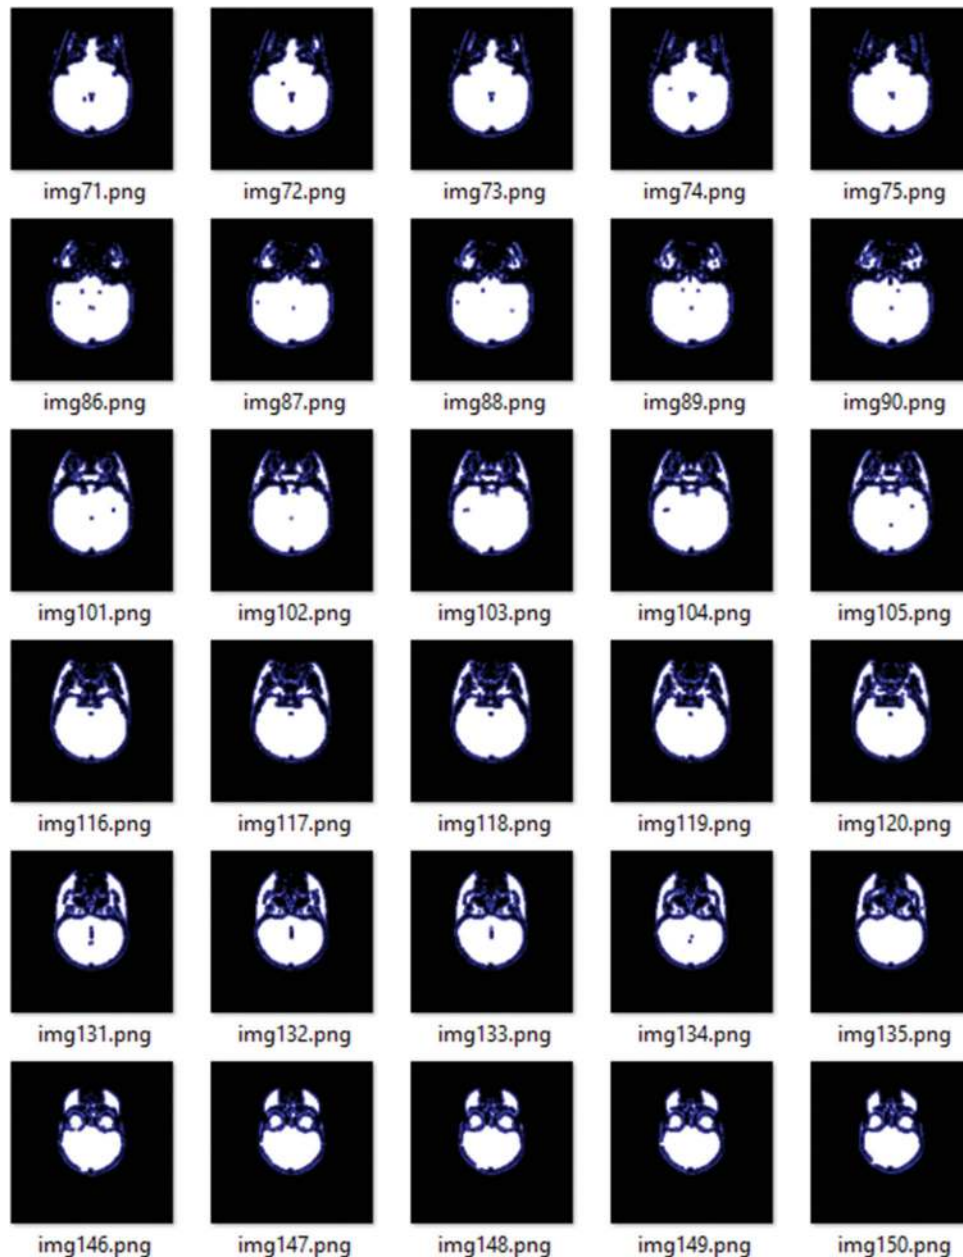 img71.png img72.png img73.png img74.png img75.png
img86.png img87.png img88.png img89.png img90.png
img101.png img102.png img103.png img104.png img105.png
img116.png img117.png img118.png img119.png img120.png
img131.png img132.png img133.png img134.png img135.png
img146.png img147.png img148.png img149.png img150.png